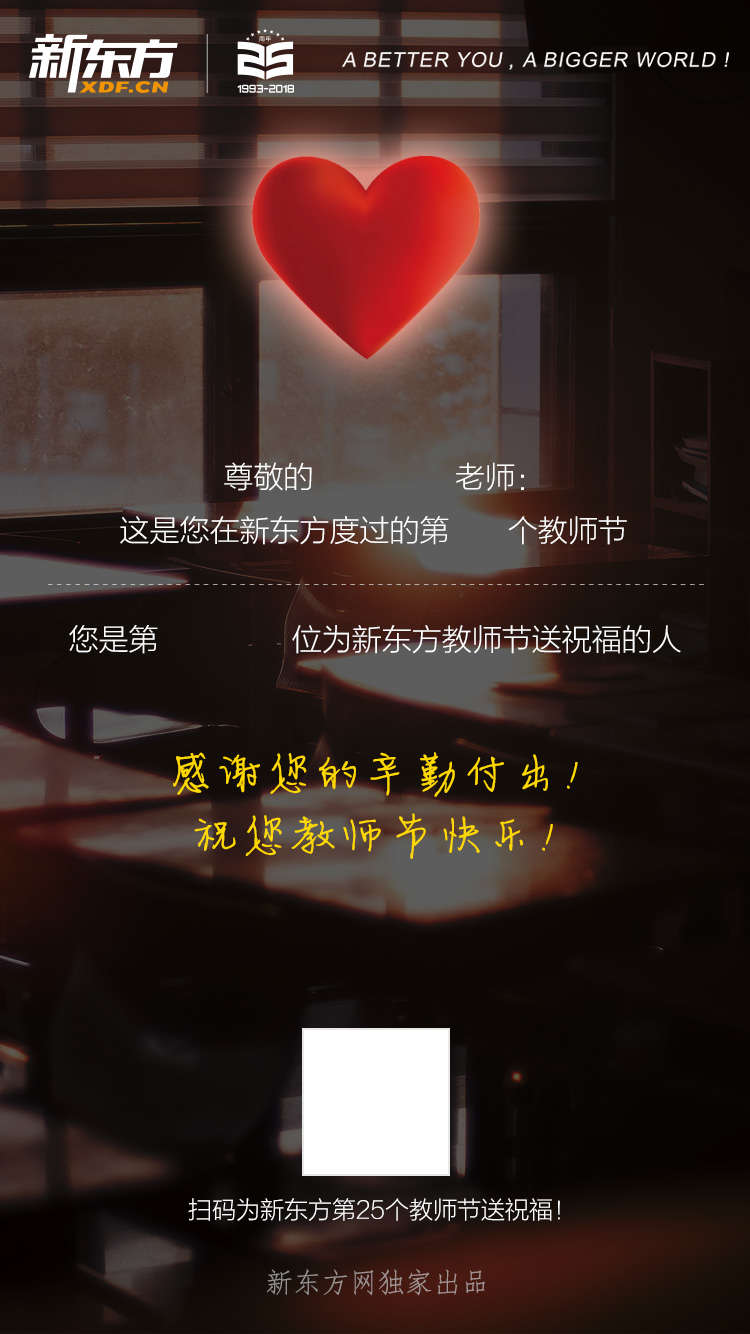 新东方
XDF.CN
周年
25
1993-2018
A BETTER YOU , A BIGGER WORLD !
尊敬的 老师：
这是您在新东方度过的第 个教师节
您是第 位为新东方教师节送祝福的人
感谢您的辛勤付出！
祝您教师节快乐！
扫码为新东方第25个教师节送祝福！
新东方网独家出品